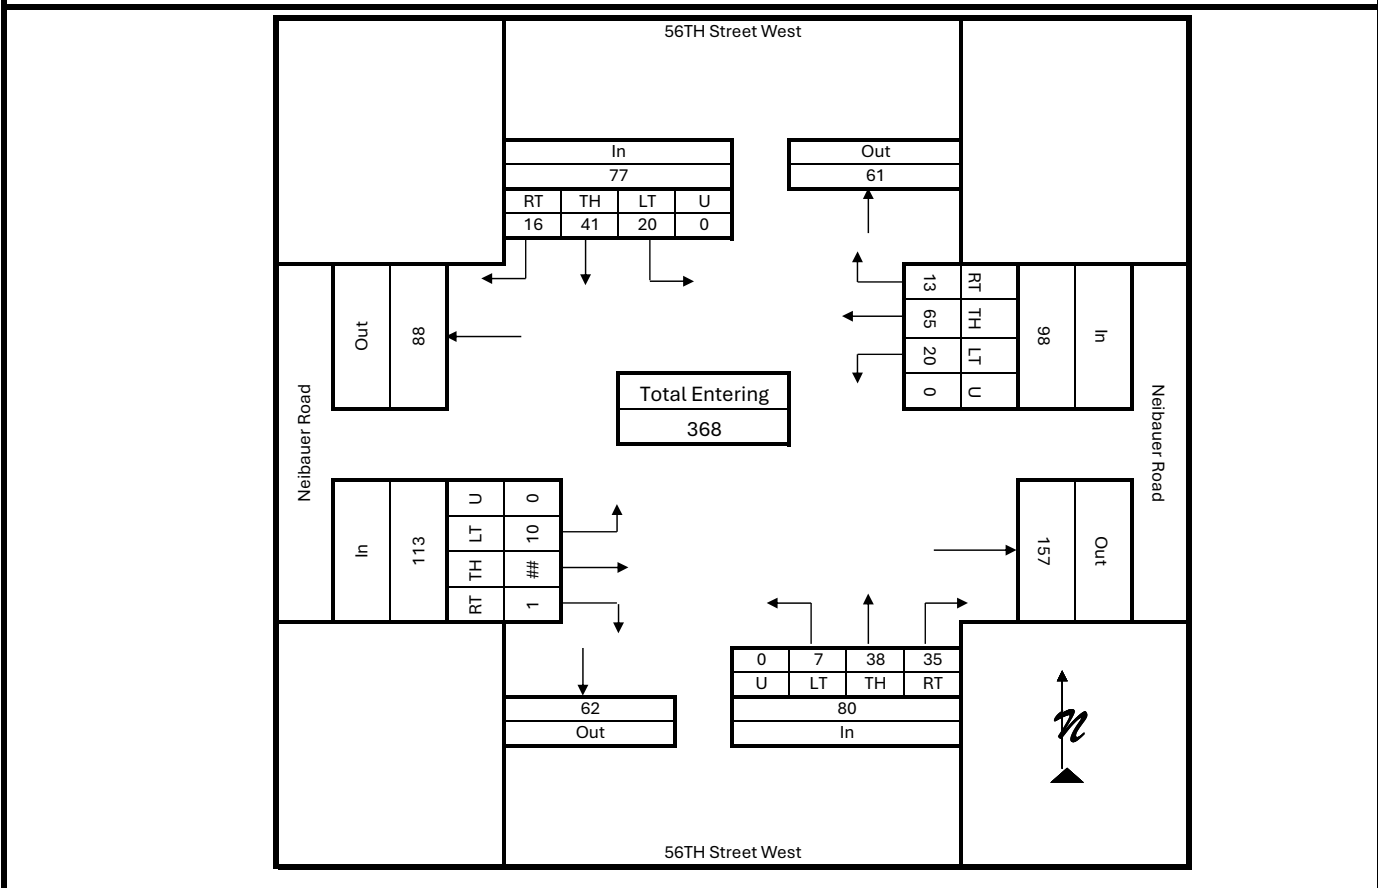 56TH Street West
In
77
RT TH LT U
16 41 20 0
Out
61
Out
88
13 RT
65 TH
20 LT
0 U
98
In
Neibauer Road
Total Entering
368
Neibauer Road
In
113
U 0
LT 10
TH ##
RT 1
157
Out
0 7 38 35
U LT TH RT
80
In
62
Out
N
56TH Street West